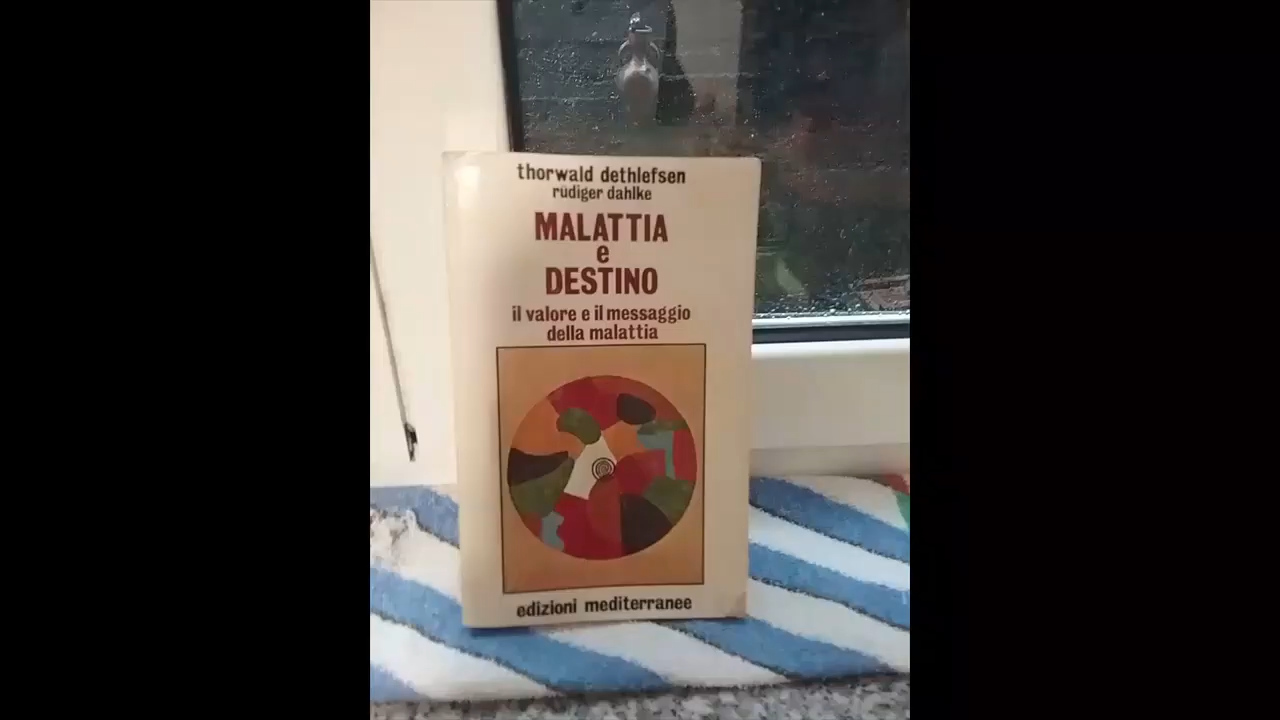 thorwald dethlefsen
rüdiger dahlke
MALATTIA
e
DESTINO
il valore e il messaggio
della malattia
edizioni mediterranee